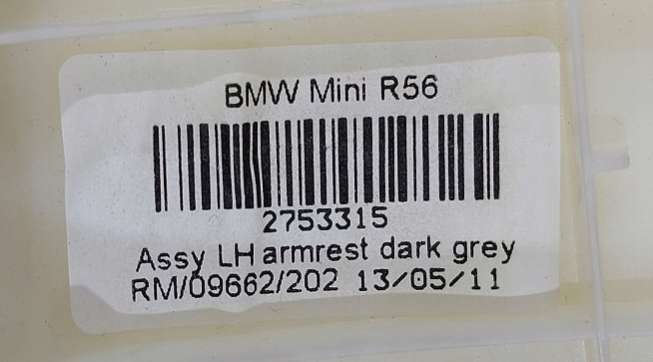 BMW Mini R56
2753315
Assy LH armrest dark grey
RM/09662/202 13/05/11